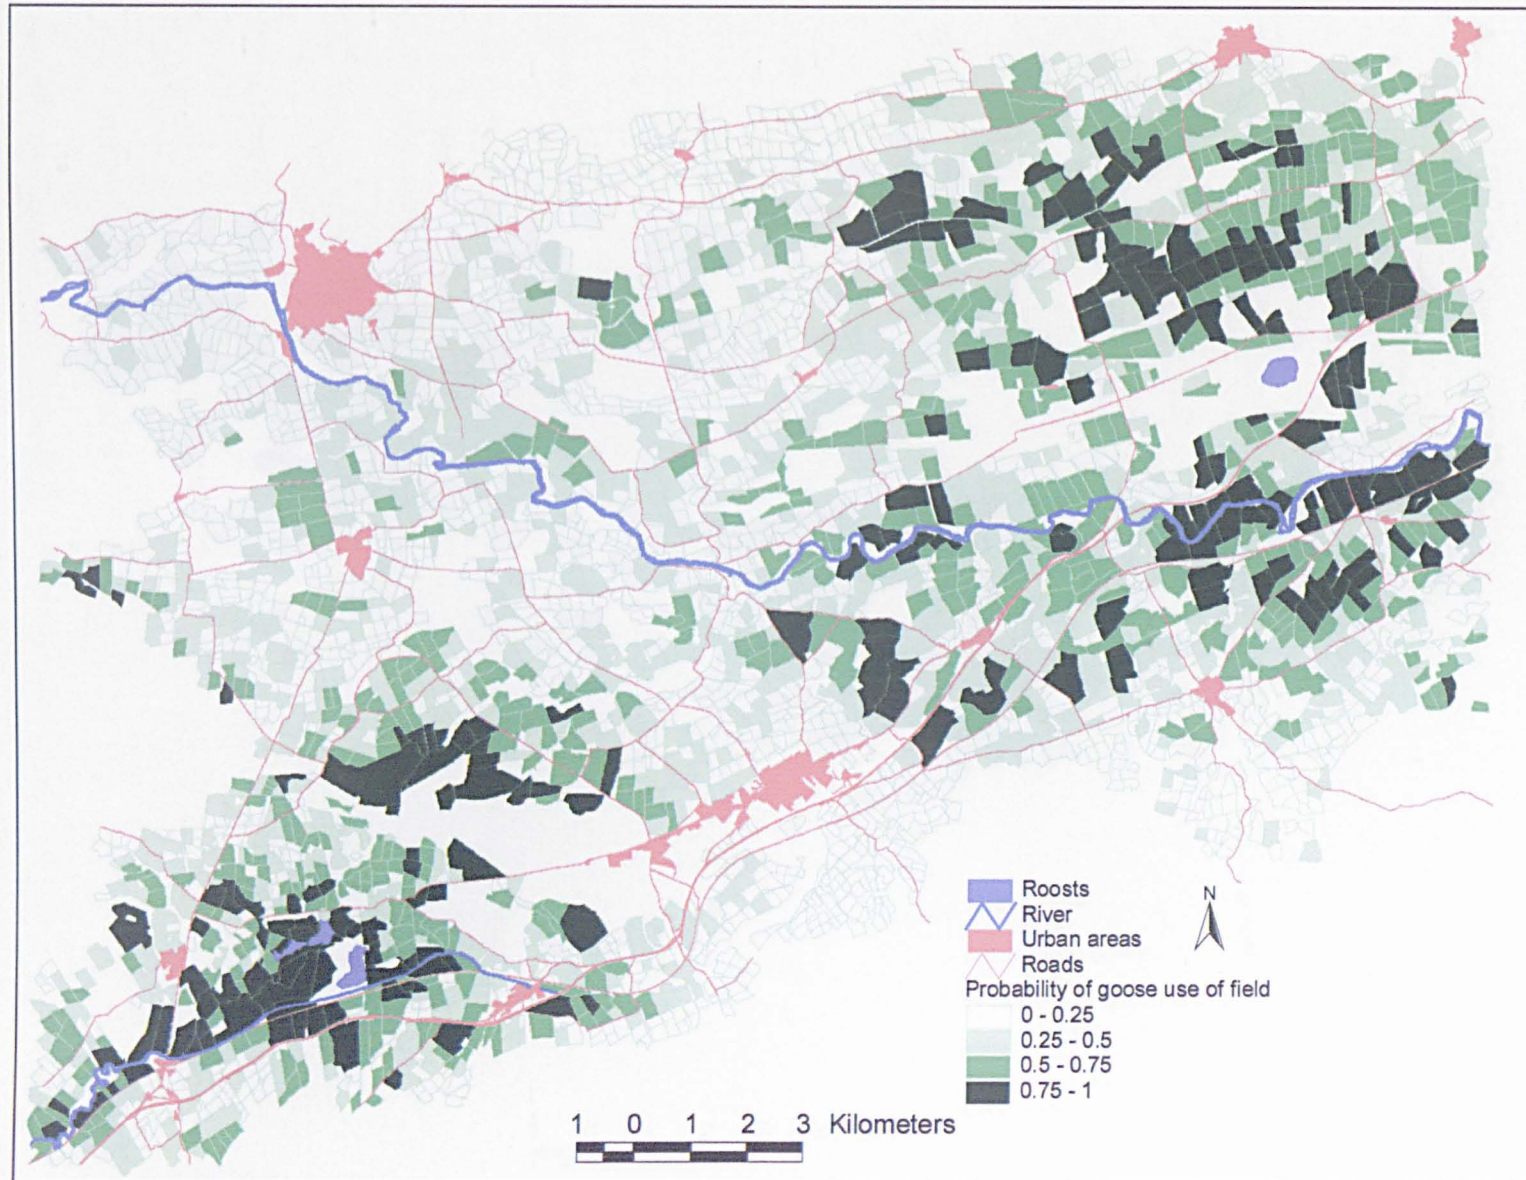 Roosts
River
N
Urban areas
Roads
Probability of goose use of field
0 - 0.25
0.25 - 0.5
0.5 - 0.75
0.75 - 1
1 0 1 2 3 Kilometers